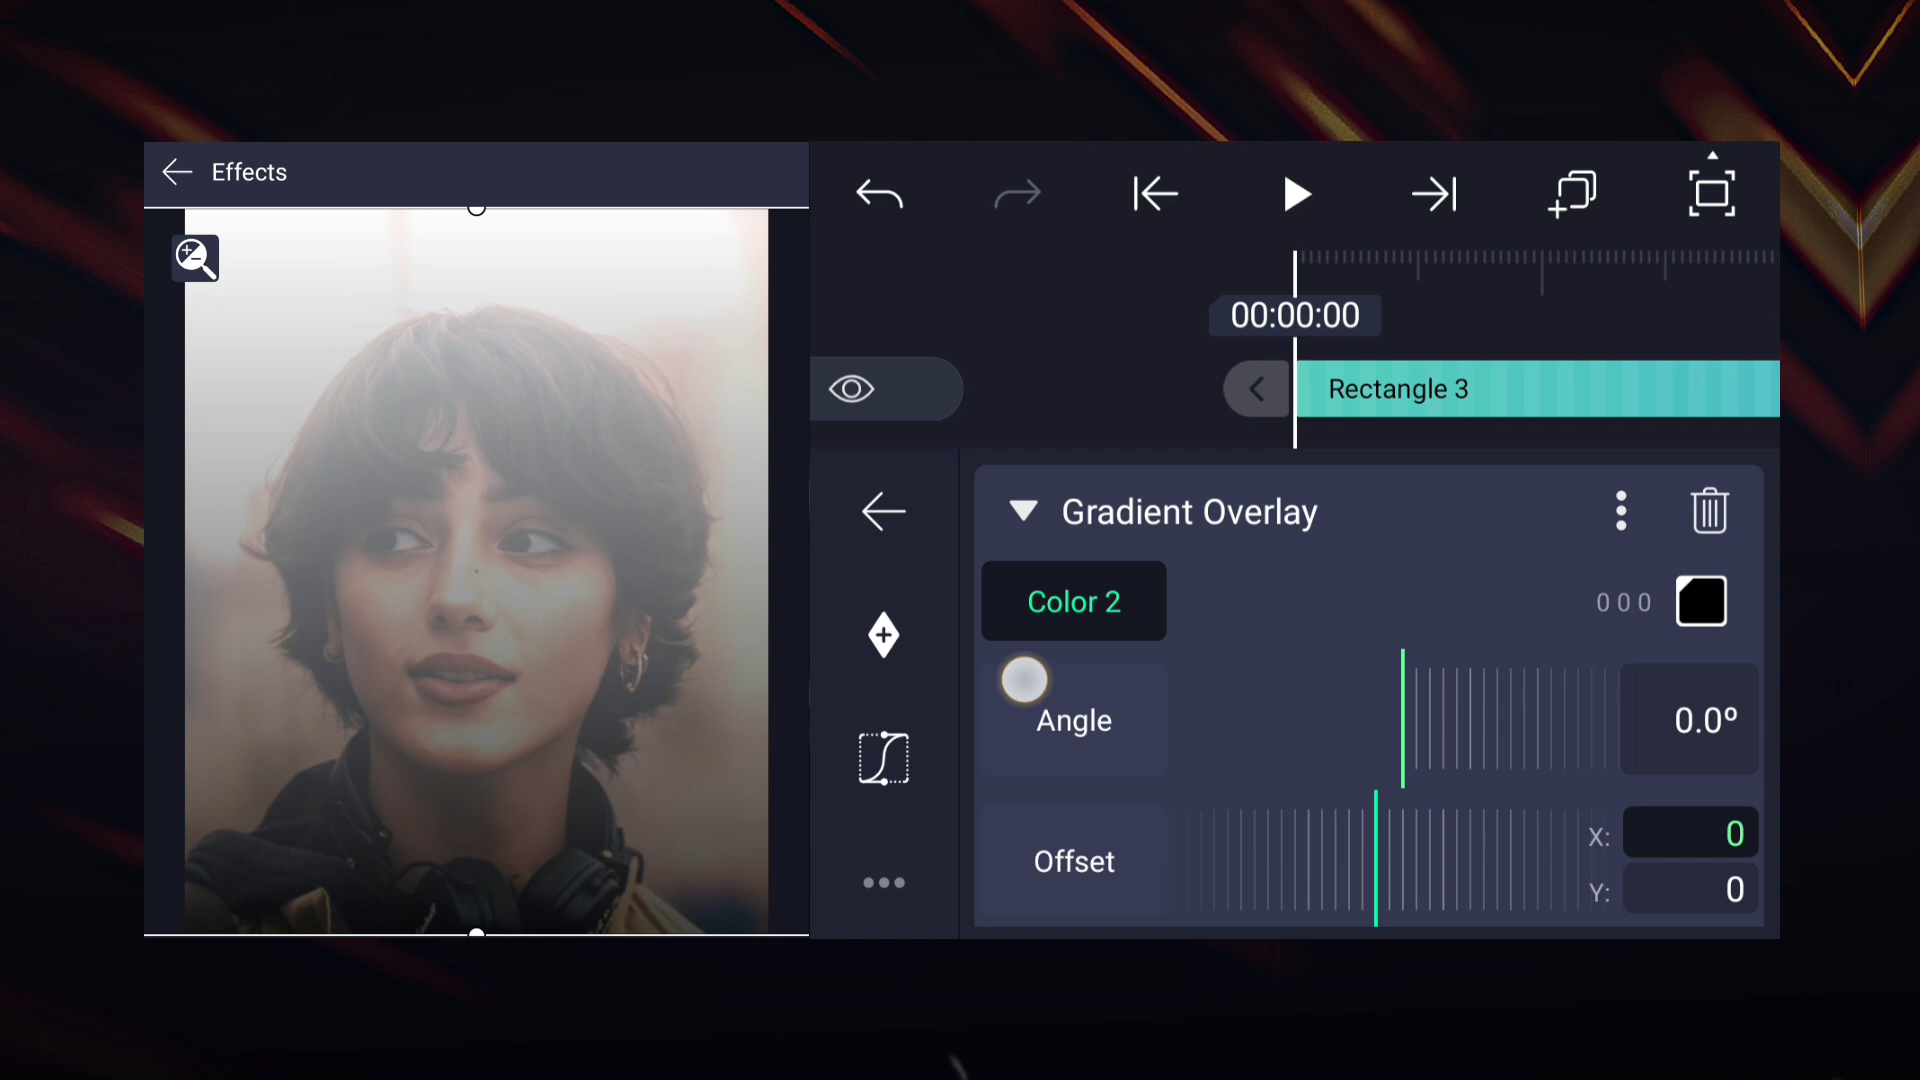 Effects
00:00:00
Rectangle 3
Gradient Overlay
Color 2
0 0 0
Angle
0.0º
Offset
X: 0
Y: 0